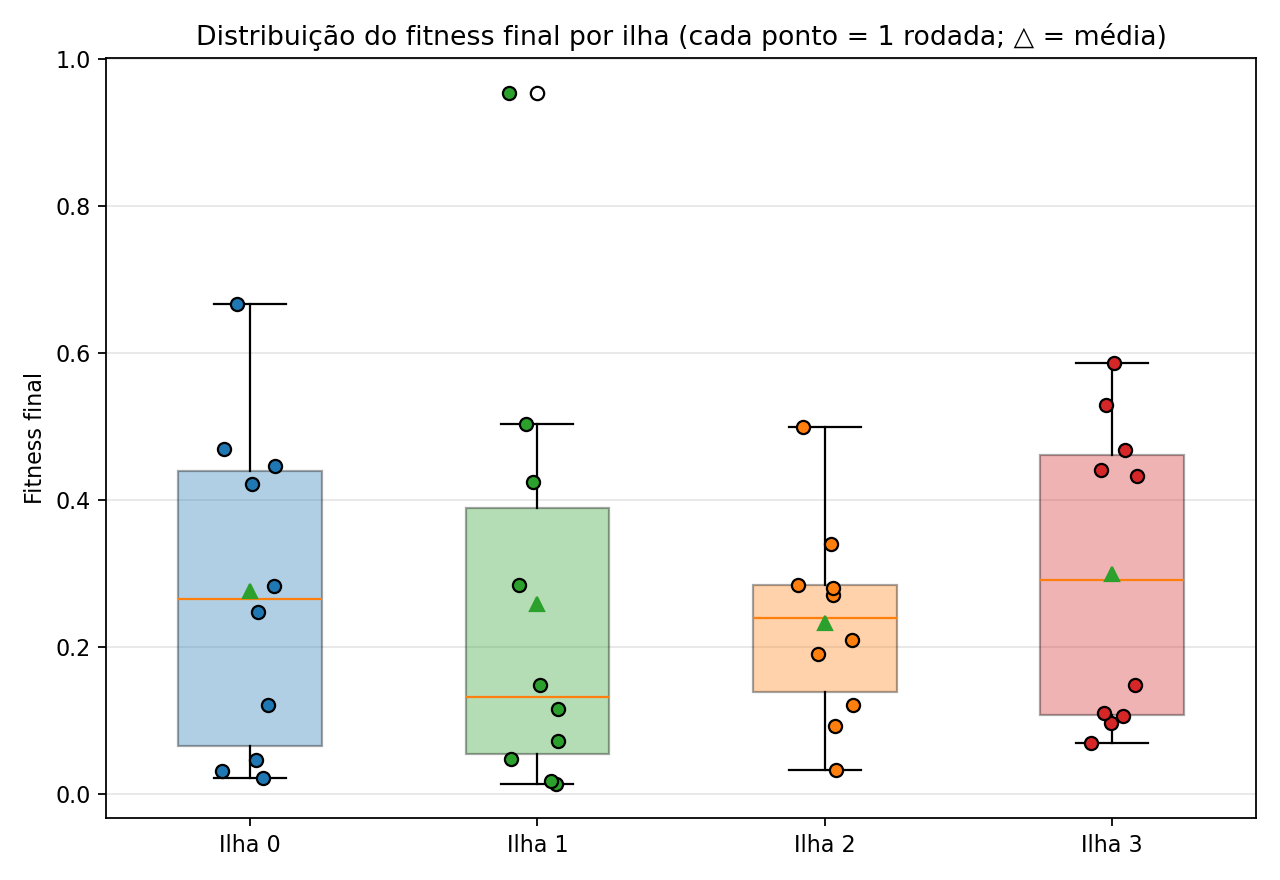 Distribuição do fitness final por ilha (cada ponto = 1 rodada; △ = média)
1.0
0.8
0.6
0.4
0.2
0.0
Fitness final
Ilha 0
Ilha 1
Ilha 2
Ilha 3